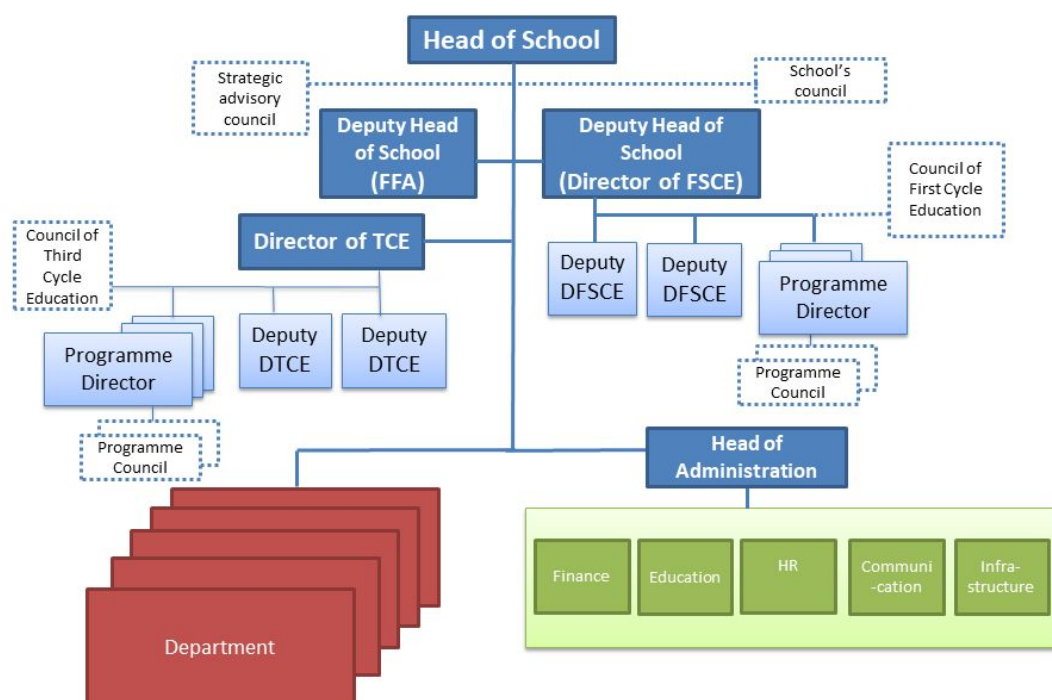 Head of School
Strategic
advisory
council
School's
council
Deputy Head
of School
(FFA)
Deputy Head of
School
(Director of FSCE)
Council of
First Cycle
Education
Council of
Third
Cycle
Education
Director of TCE
Deputy
DFSCE
Deputy
DFSCE
Programme
Director
Programme
Council
Programme
Director
Deputy
DTCE
Deputy
DTCE
Programme
Council
Head of
Administration
Department
Finance
Education
HR
Communi
-cation
Infra-
structure